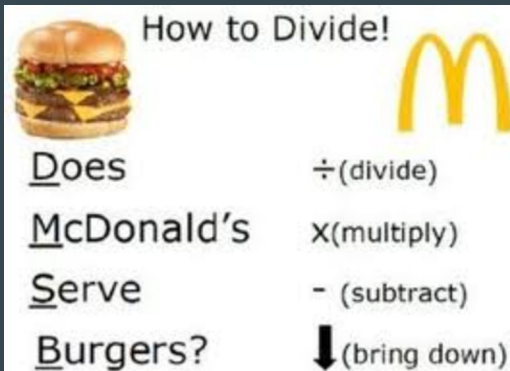 How to Divide!
Does ÷(divide)
McDonald's x(multiply)
Serve - (subtract)
Burgers? (bring down)